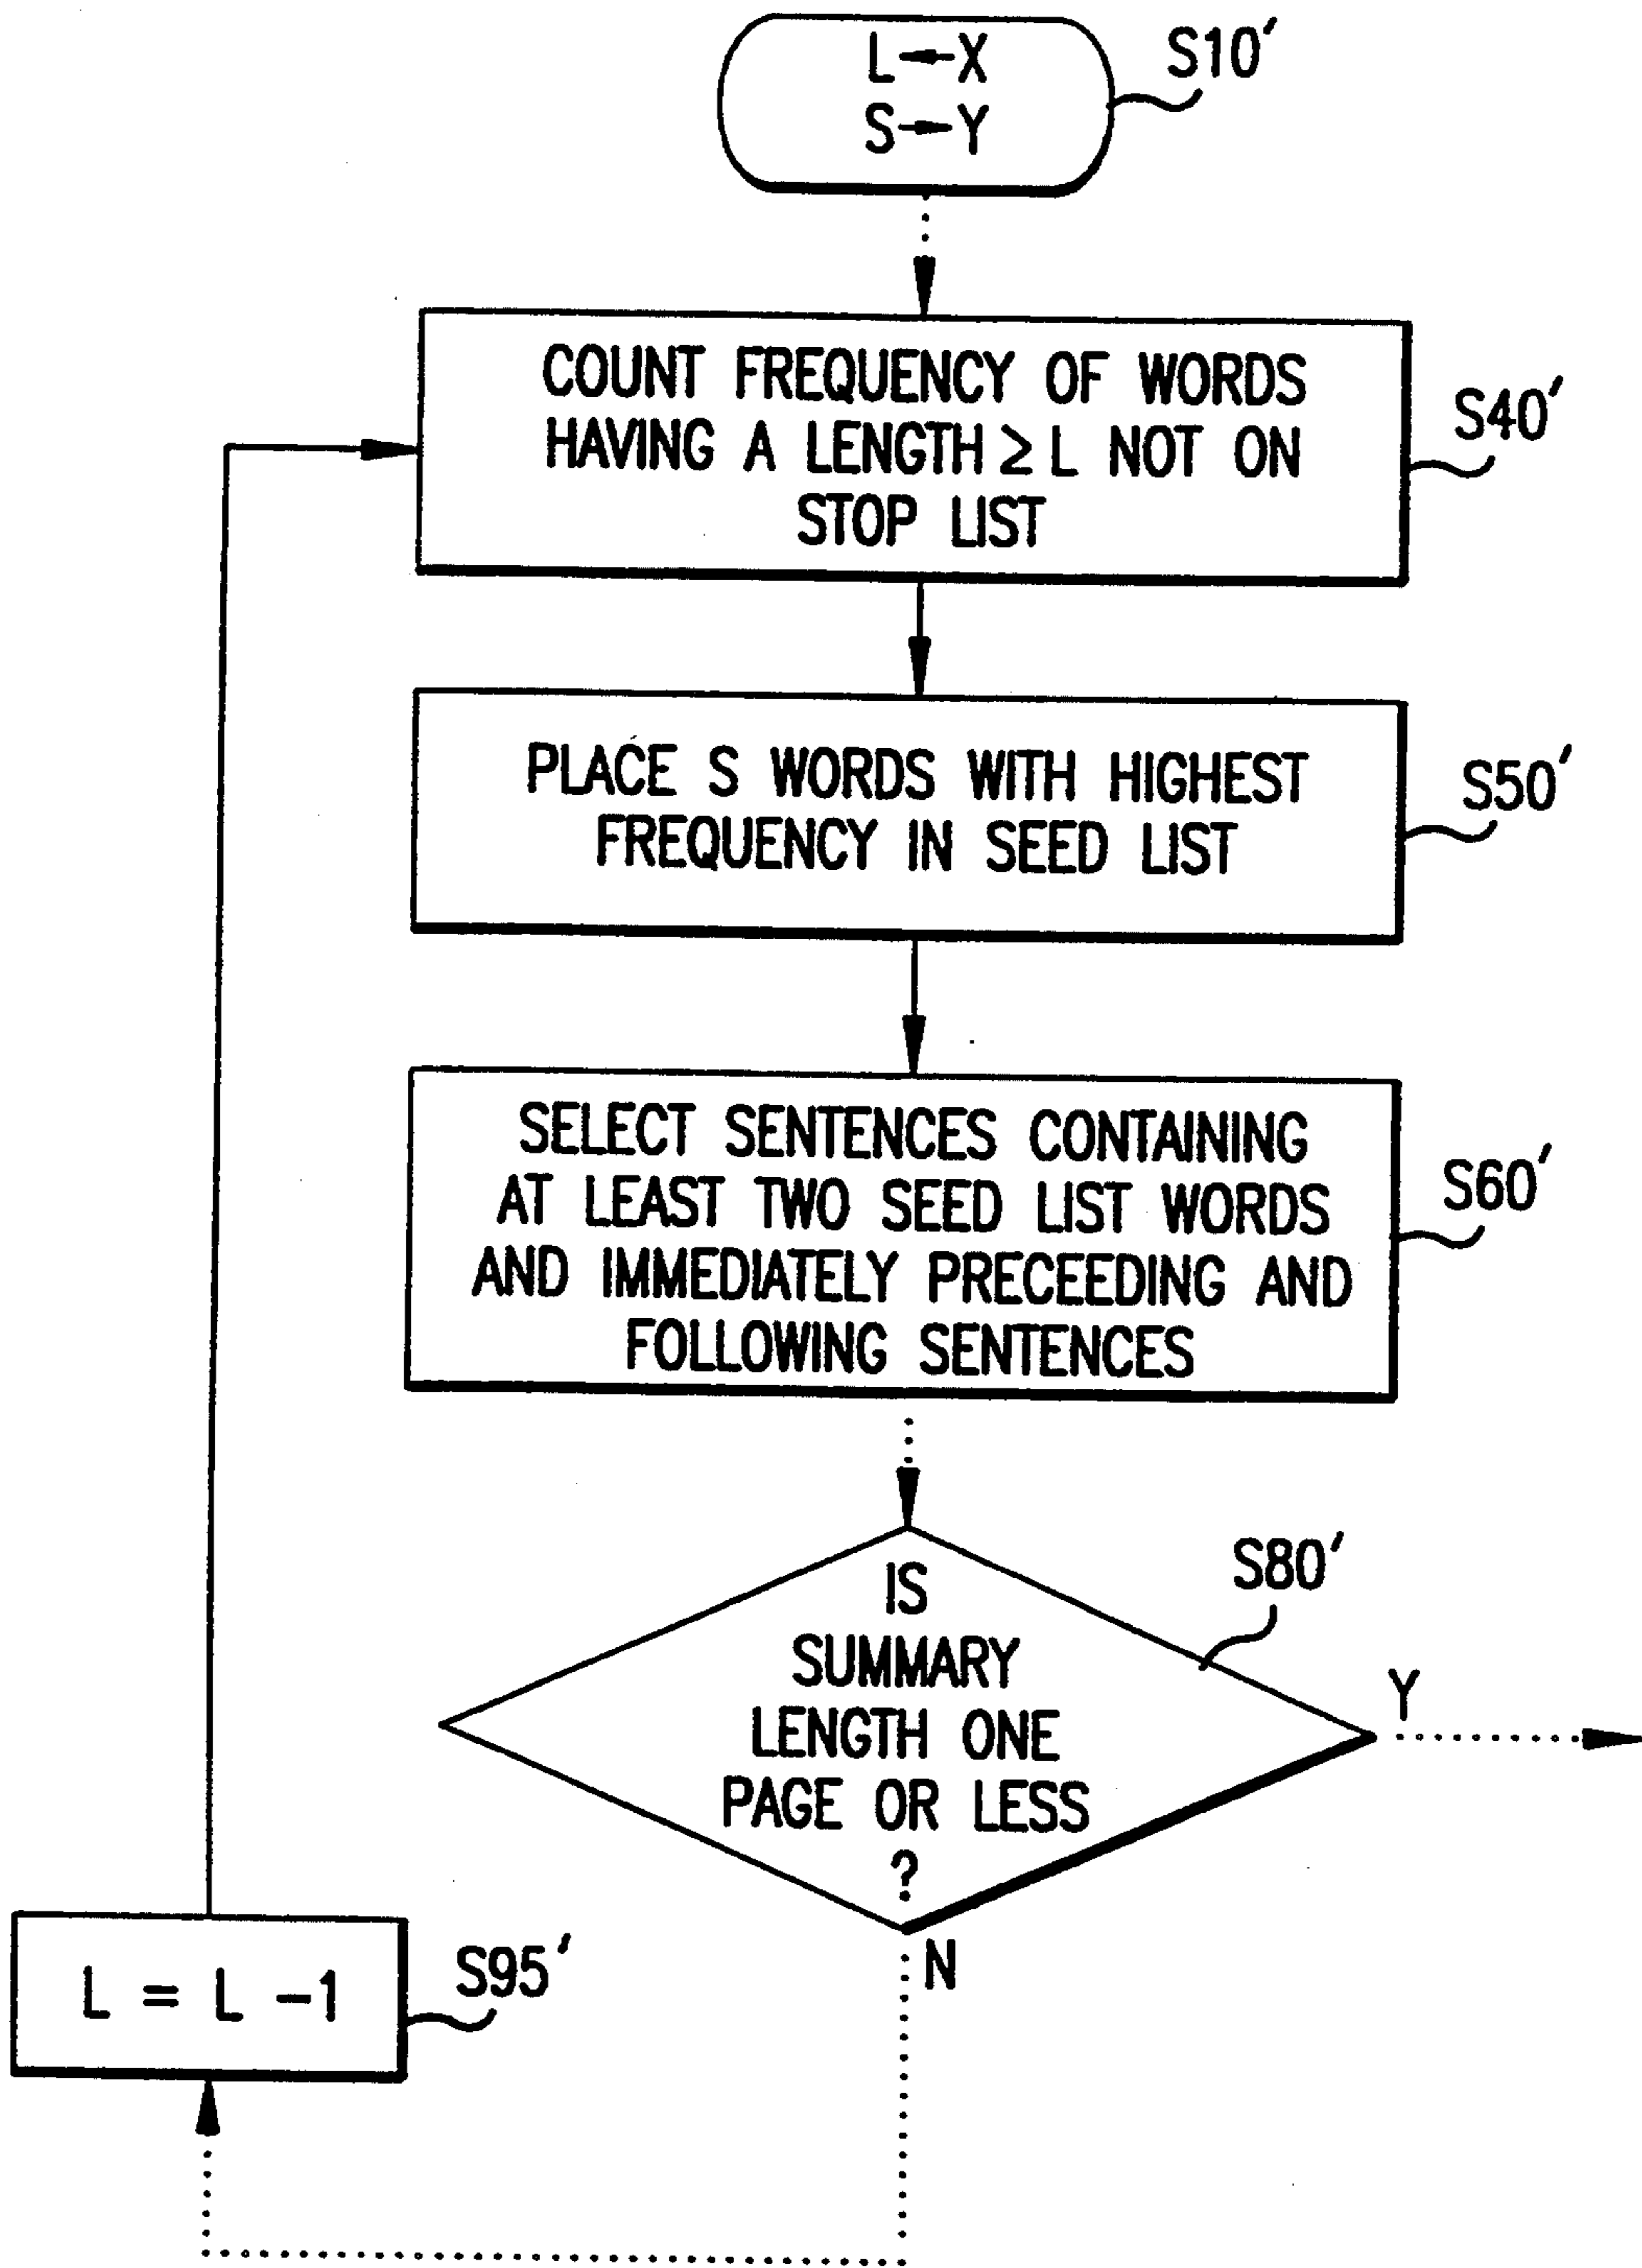 L←X
S→Y
S10'
COUNT FREQUENCY OF WORDS
HAVING A LENGTH ≥ L NOT ON
STOP LIST
S40'
PLACE S WORDS WITH HIGHEST
FREQUENCY IN SEED LIST
S50'
SELECT SENTENCES CONTAINING
AT LEAST TWO SEED LIST WORDS
AND IMMEDIATELY PRECEEDING AND
FOLLOWING SENTENCES
S60'
IS
SUMMARY
LENGTH ONE
PAGE OR LESS
?
S80'
Y
N
L = L -1
S95'